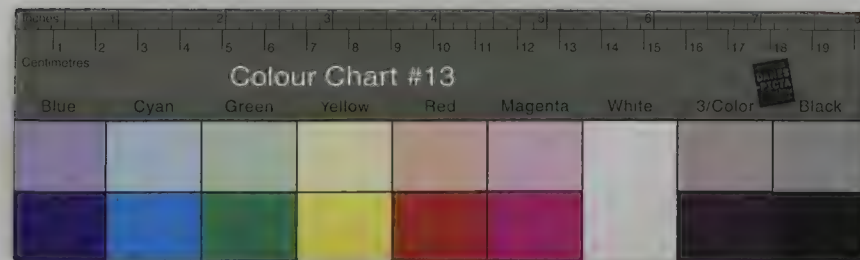 Inches 1 2 3 4 5 6 7
1 2 3 4 5 6 7 8 9 10 11 12 13 14 15 16 17 18 19
Centimetres
Colour Chart #13
DANES
PICTA
Blue Cyan Green Yellow Red Magenta White 3/Color Black